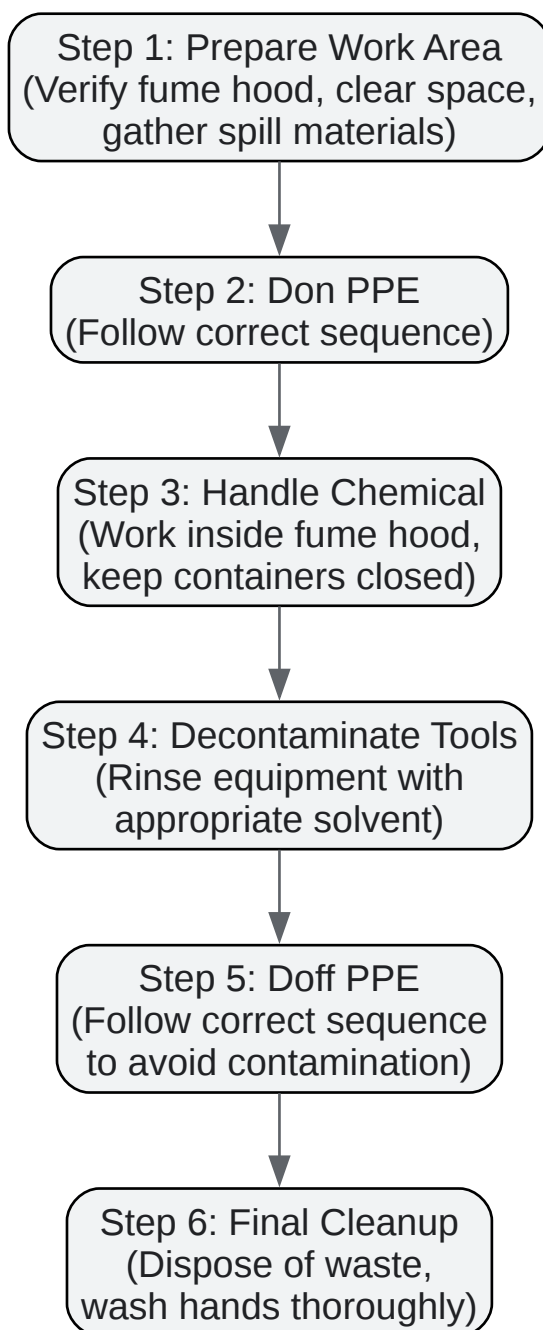 Step 1: Prepare Work Area
(Verify fume hood, clear space,
gather spill materials)
Step 2: Don PPE
(Follow correct sequence)
Step 3: Handle Chemical
(Work inside fume hood,
keep containers closed)
Step 4: Decontaminate Tools
(Rinse equipment with
appropriate solvent)
Step 5: Doff PPE
(Follow correct sequence
to avoid contamination)
Step 6: Final Cleanup
(Dispose of waste,
wash hands thoroughly)